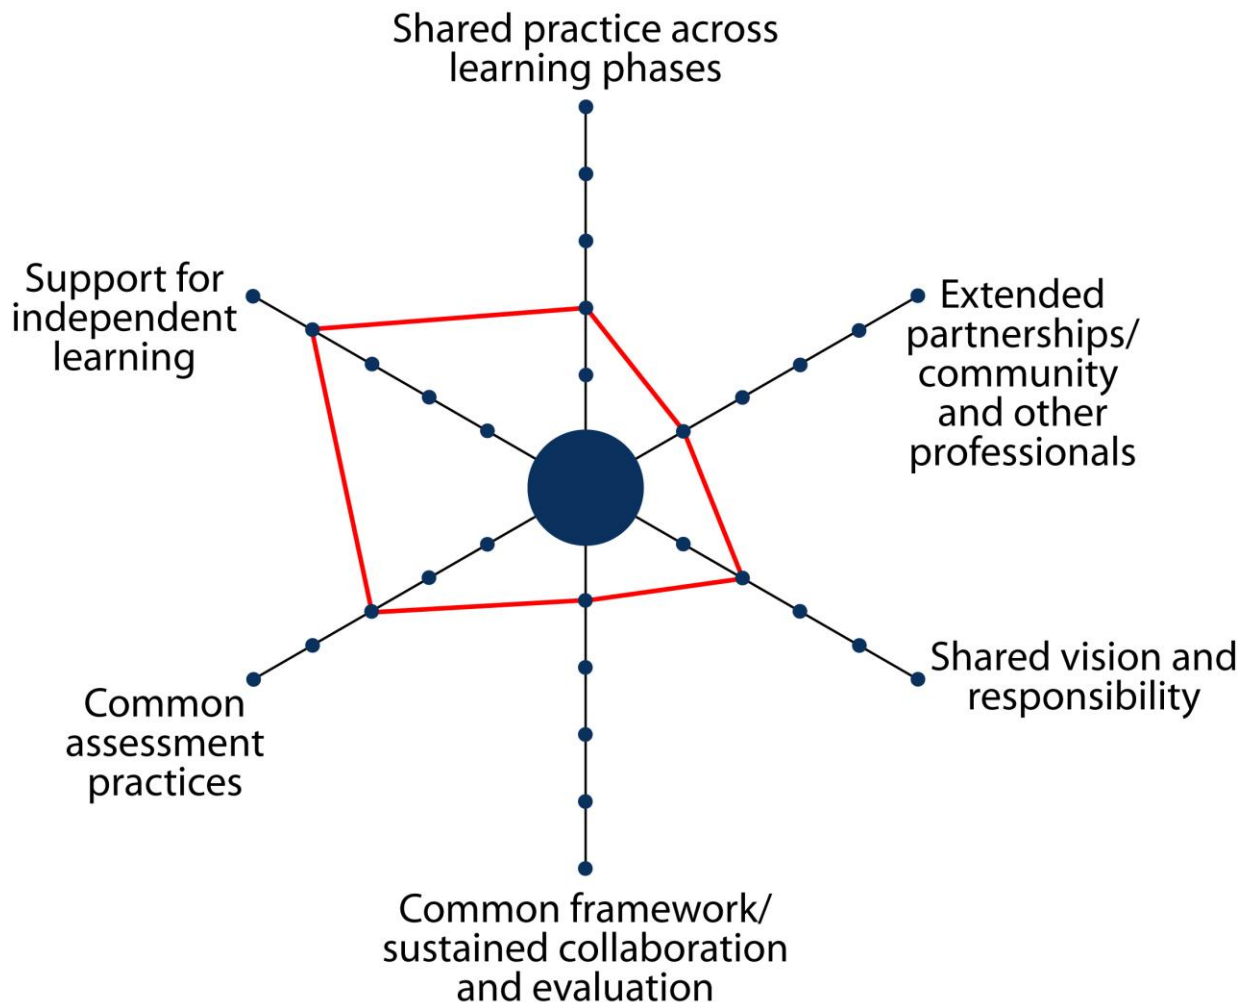 Shared practice across
learning phases
Extended
partnerships/
community
and other
professionals
Shared vision and
responsibility
Common framework/
sustained collaboration
and evaluation
Common
assessment
practices
Support for
independent
learning